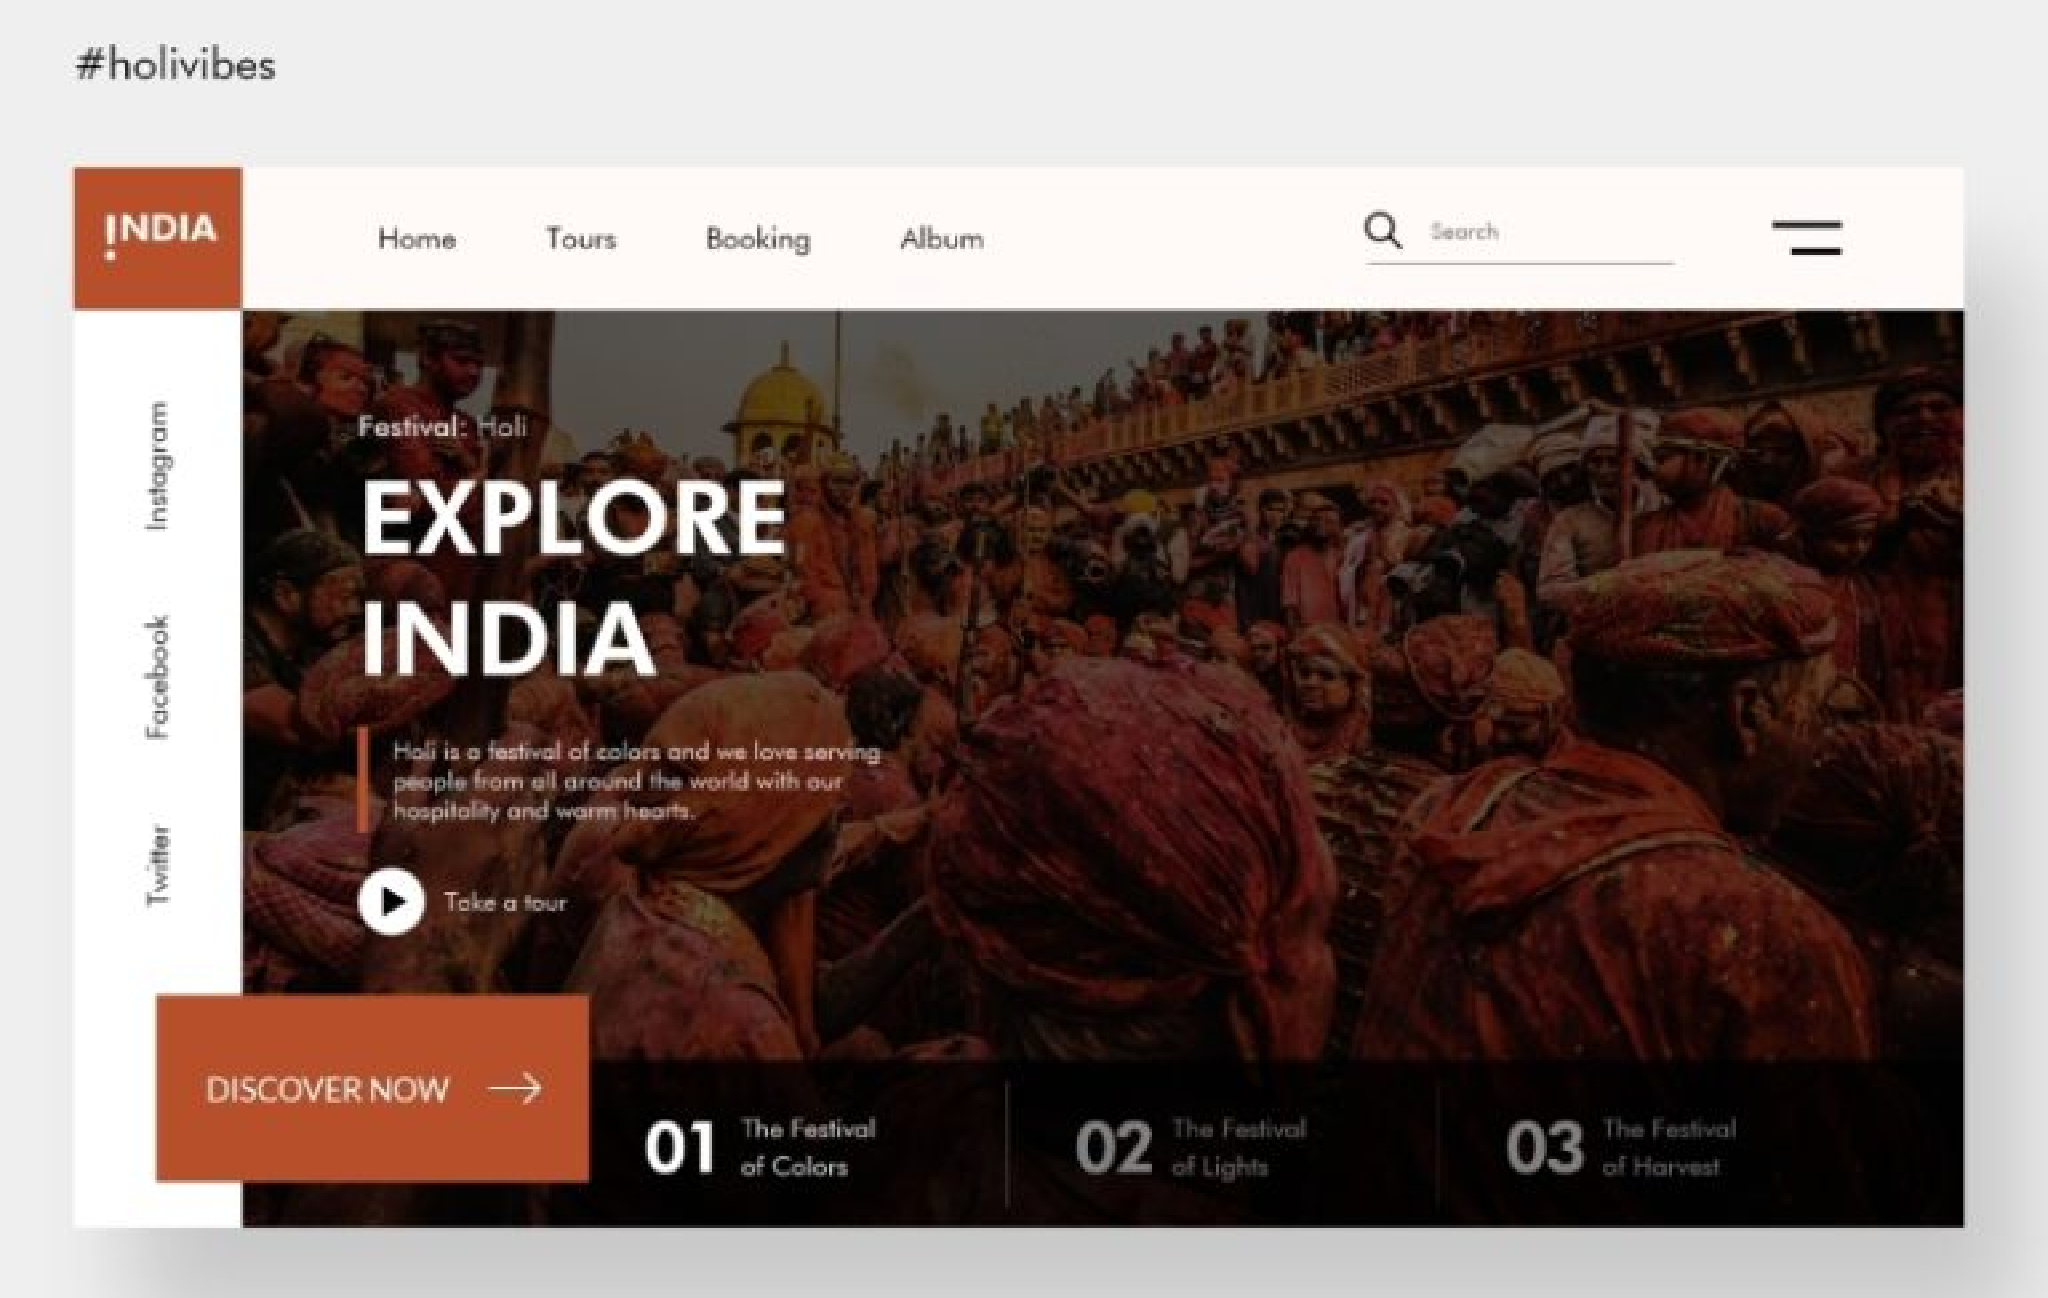 #holivibes
INDIA
Home
Tours
Booking
Album
Search
Instagram
Facebook
Twitter
Festival: Holi
EXPLORE
INDIA
Holi is a festival of colors and we love serving
people from all around the world with our
hospitality and warm hearts.
Take a tour
DISCOVER NOW
01
The Festival
of Colors
02
The Festival
of Lights
03
The Festival
of Harvest